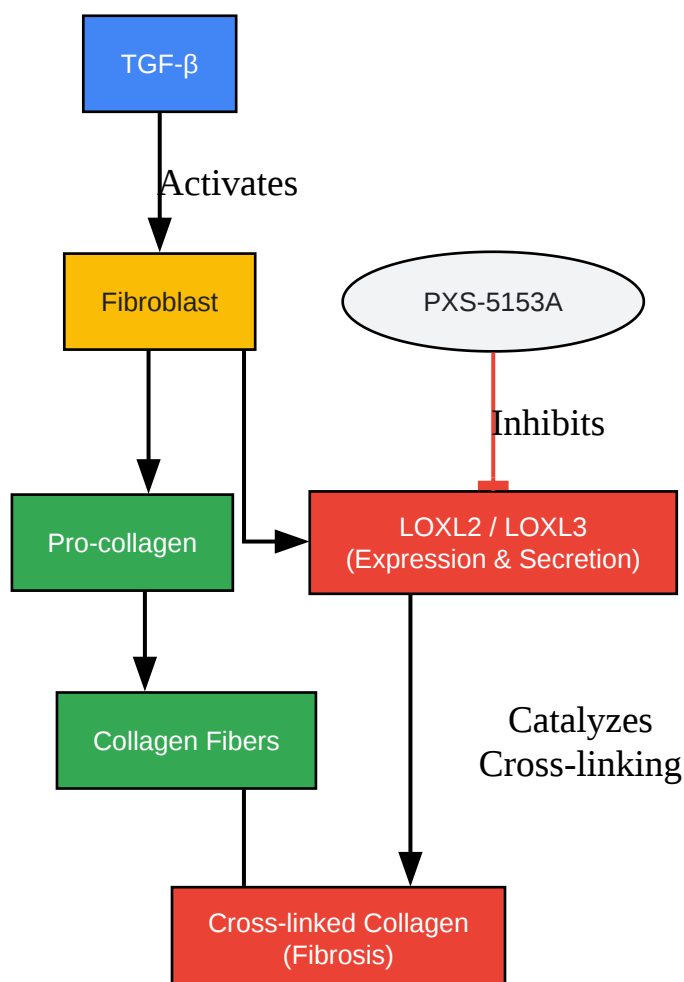 TGF-β
Activates
Fibroblast
PXS-5153A
Inhibits
Pro-collagen
LOXL2 / LOXL3
(Expression & Secretion)
Collagen Fibers
Catalyzes
Cross-linking
Cross-linked Collagen
(Fibrosis)